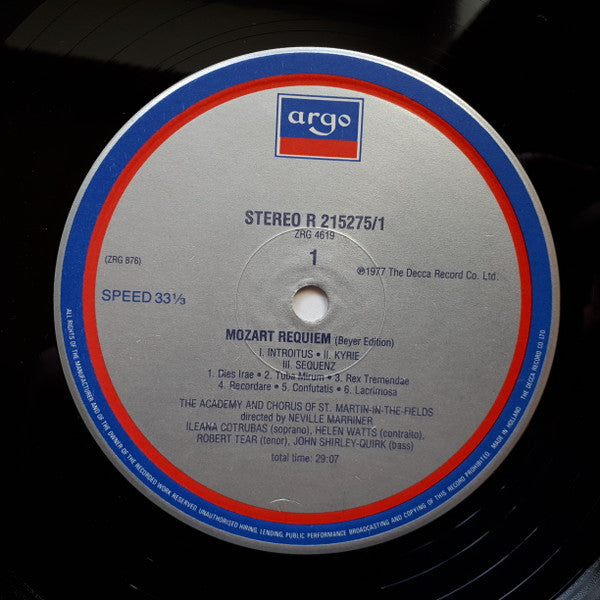 argo
STEREO R 215275/1
ZRG 4619
1
(ZRG 876)
℗1977 The Decca Record Co. Ltd.
SPEED 33⅓
MOZART REQUIEM (Beyer Edition)
I. INTROITUS • II. KYRIE
III. SEQUENZ
1. Dies Irae • 2. Tuba Mirum • 3. Rex Tremendae
4. Recordare • 5. Confutatis • 6. Lacrimosa
THE ACADEMY AND CHORUS OF ST. MARTIN-IN-THE-FIELDS
directed by NEVILLE MARRINER
ILEANA COTRUBAS (soprano), HELEN WATTS (contralto),
ROBERT TEAR (tenor), JOHN SHIRLEY-QUIRK (bass)
total time: 29:07
ALL RIGHTS OF THE MANUFACTURER AND OF THE OWNER OF THE RECORDED WORK RESERVED. UNAUTHORISED HIRING, LENDING, PUBLIC PERFORMANCE BROADCASTING AND COPYING OF THIS RECORD PROHIBITED. MADE IN HOLLAND. THE DECCA RECORD CO LTD